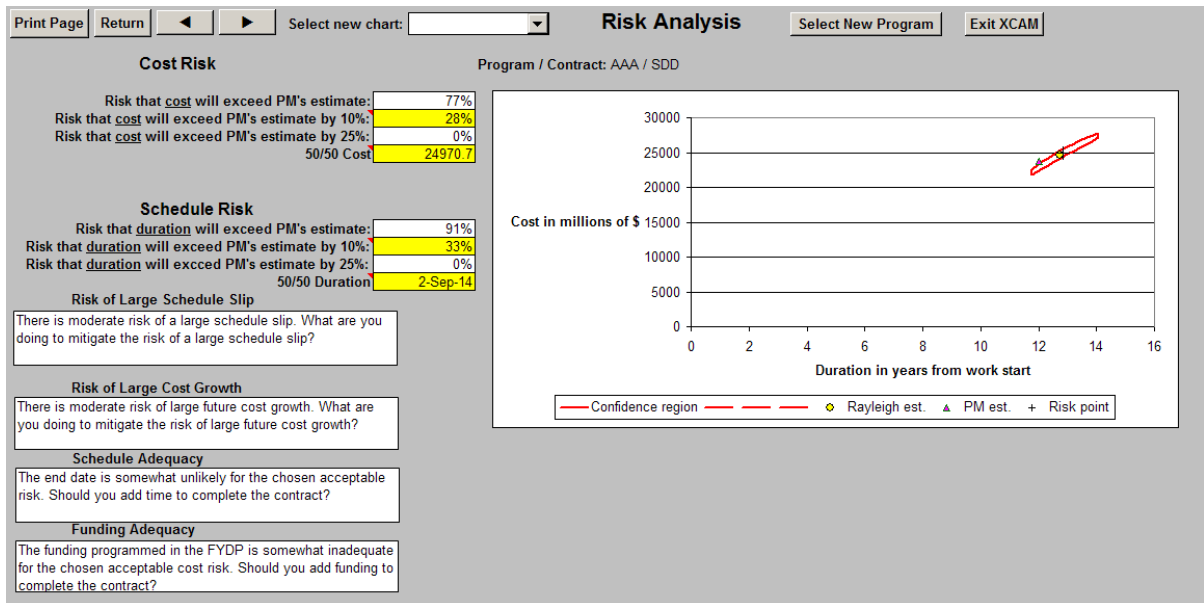 Print Page Return Select new chart: Risk Analysis Select New Program Exit XCAM
Cost Risk
Program / Contract: AAA / SDD
Risk that cost will exceed PM's estimate: 77%
Risk that cost will exceed PM's estimate by 10%: 28%
Risk that cost will exceed PM's estimate by 25%: 0%
50/50 Cost 24970.7
Schedule Risk
Risk that duration will exceed PM's estimate: 91%
Risk that duration will exceed PM's estimate by 10%: 33%
Risk that duration will excced PM's estimate by 25%: 0%
50/50 Duration 2-Sep-14
Risk of Large Schedule Slip
There is moderate risk of a large schedule slip. What are you
doing to mitigate the risk of a large schedule slip?
Risk of Large Cost Growth
There is moderate risk of large future cost growth. What are
you doing to mitigate the risk of large future cost growth?
Schedule Adequacy
The end date is somewhat unlikely for the chosen acceptable
risk. Should you add time to complete the contract?
Funding Adequacy
The funding programmed in the FYDP is somewhat inadequate
for the chosen acceptable cost risk. Should you add funding to
complete the contract?
30000
25000
20000
Cost in millions of $ 15000
10000
5000
0
0 2 4 6 8 10 12 14 16
Duration in years from work start
Confidence region Rayleigh est. PM est. Risk point